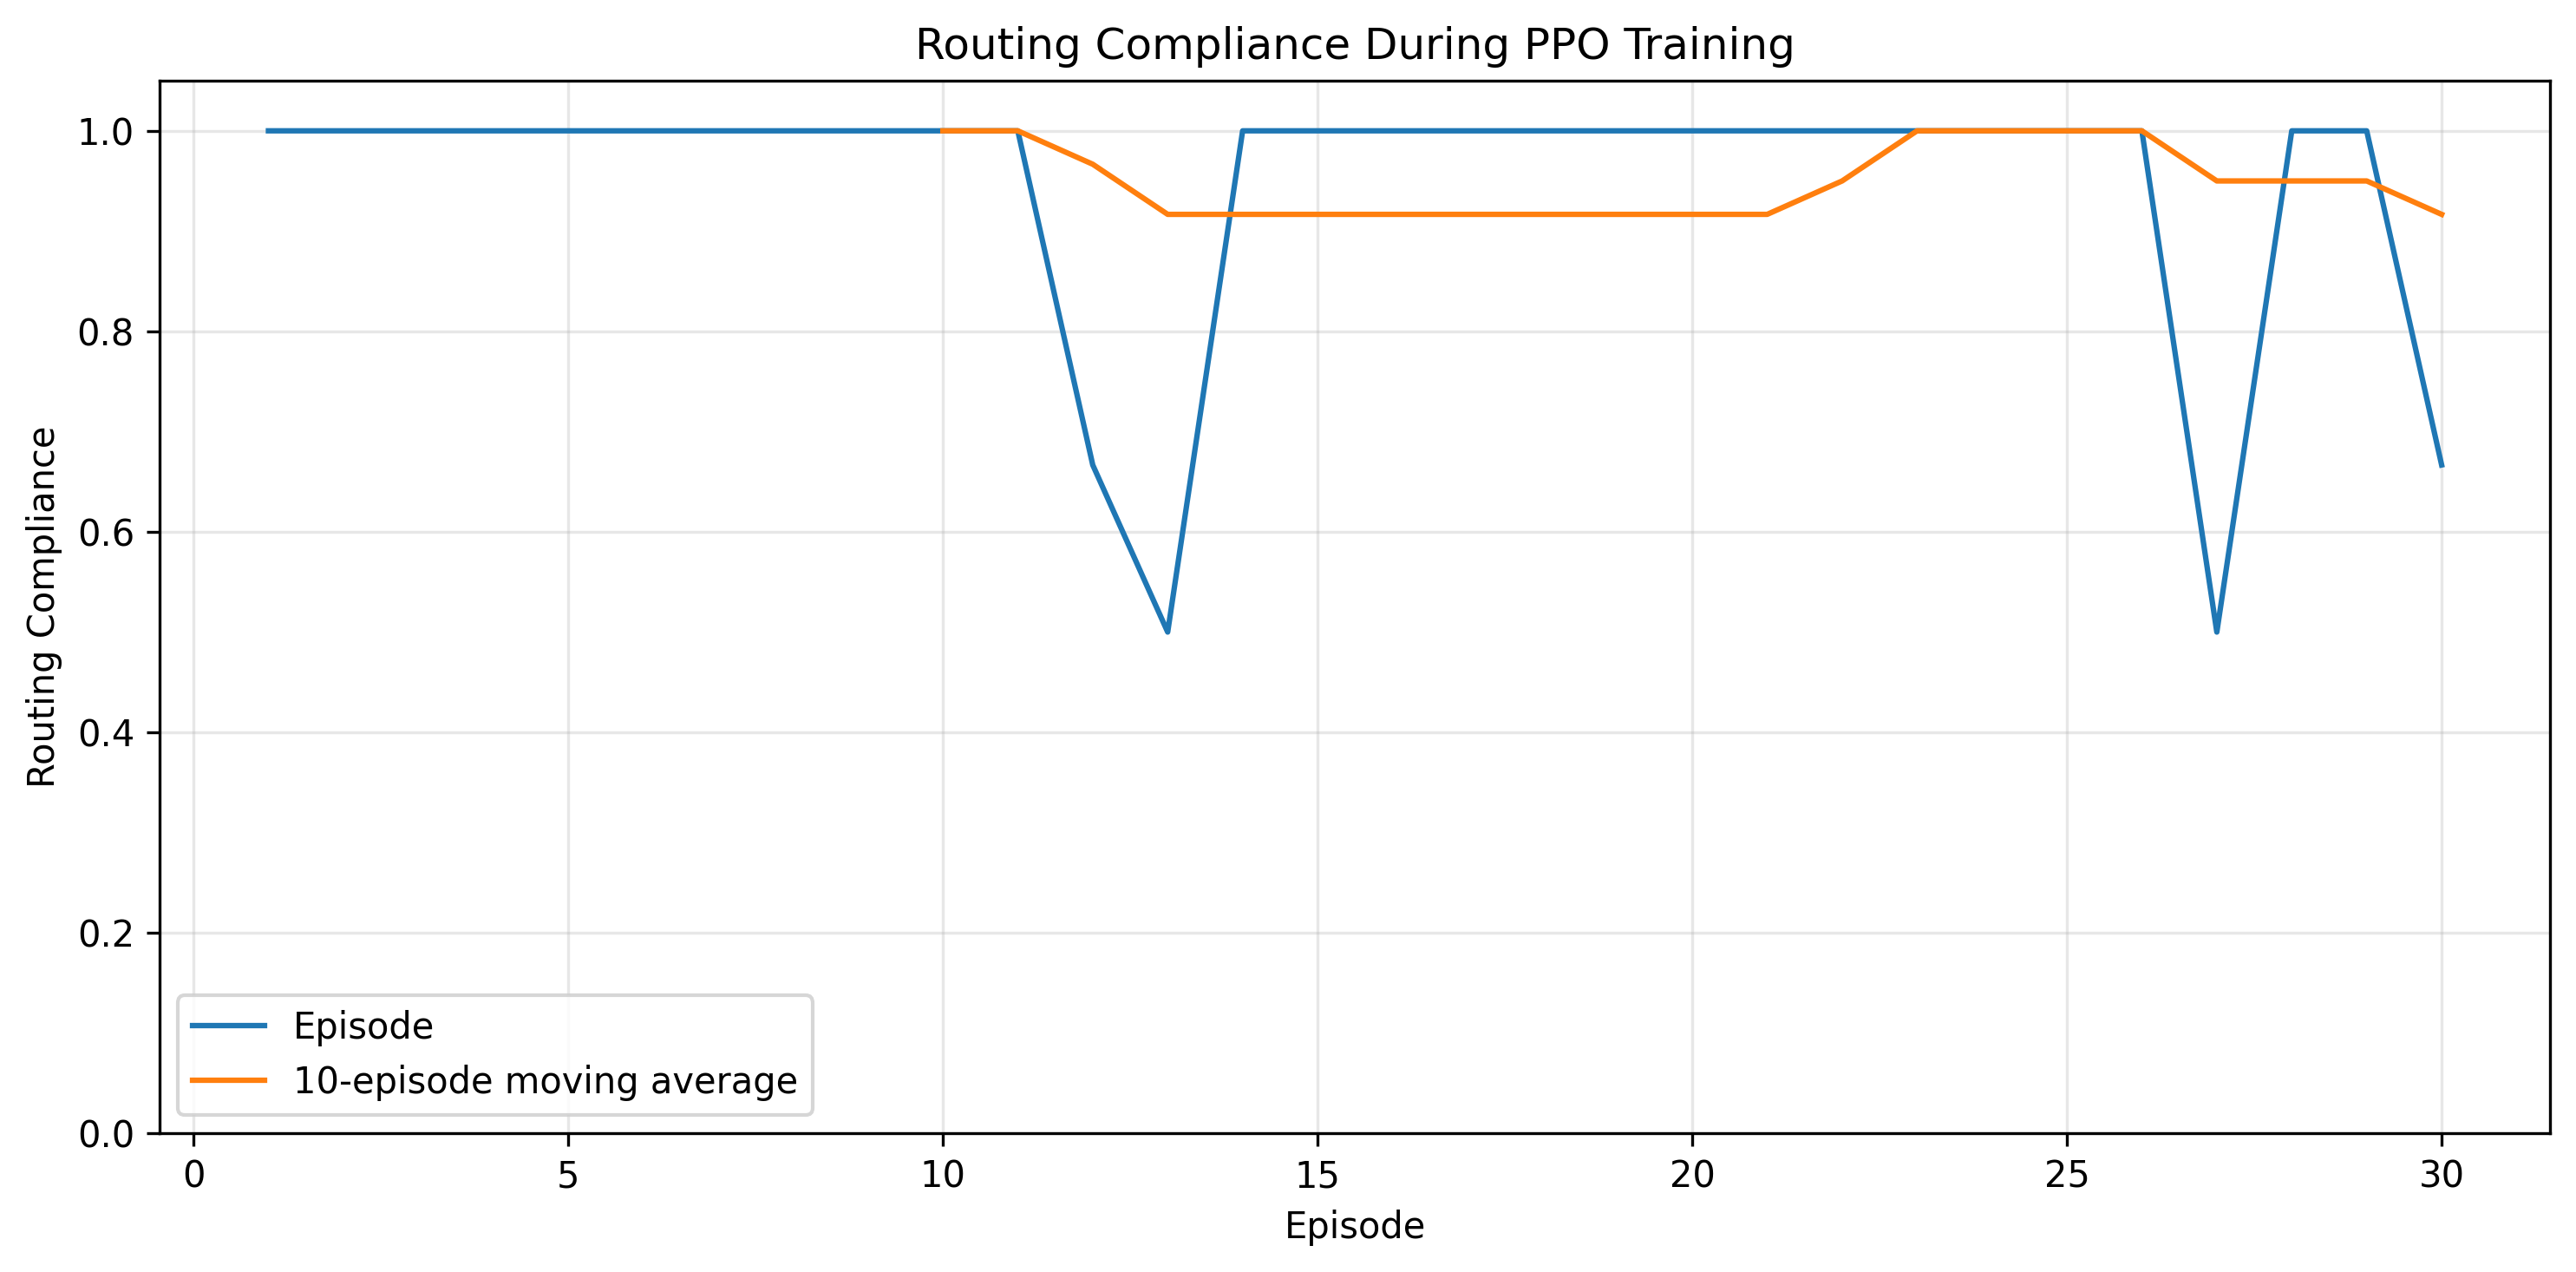 Routing Compliance During PPO Training
Routing Compliance
1.0
0.8
0.6
0.4
0.2
0.0
Episode
10-episode moving average
0 5 10 15 20 25 30
Episode